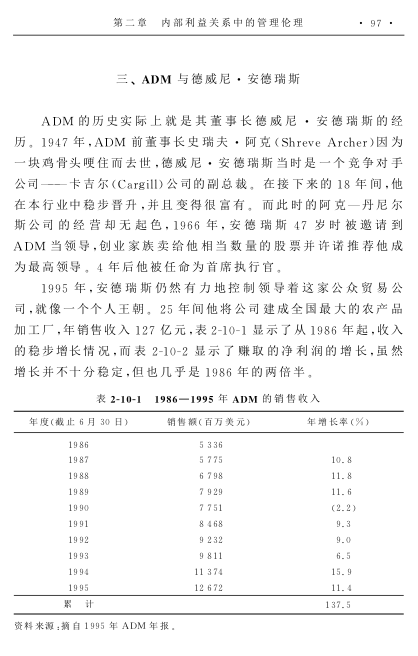 第二章 内部利益关系中的管理伦理 · 97 ·
三、ADM 与德威尼·安德瑞斯
ADM 的历史实际上就是其董事长德威尼·安德瑞斯的经
历。1947 年,ADM 前董事长史瑞夫·阿克(Shreve Archer)因为
一块鸡骨头哽住而去世,德威尼·安德瑞斯当时是一个竞争对手
公司——卡吉尔(Cargill)公司的副总裁。在接下来的 18 年间,他
在本行业中稳步晋升,并且变得很富有。而此时的阿克—丹尼尔
斯公司的经营却无起色,1966 年,安德瑞斯 47 岁时被邀请到
ADM 当领导,创业家族卖给他相当数量的股票并许诺推荐他成
为最高领导。4 年后他被任命为首席执行官。
1995 年,安德瑞斯仍然有力地控制领导着这家公众贸易公
司,就像一个个人王朝。25 年间他将公司建成全国最大的农产品
加工厂,年销售收入 127 亿元,表 2-10-1 显示了从 1986 年起,收入
的稳步增长情况,而表 2-10-2 显示了赚取的净利润的增长,虽然
增长并不十分稳定,但也几乎是 1986 年的两倍半。
表 2-10-1 1986—1995 年 ADM 的销售收入
年度(截止 6 月 30 日) 销售额(百万美元) 年增长率(%)
1986 5 336
1987 5 775 10.8
1988 6 798 11.8
1989 7 929 11.6
1990 7 751 (2.2)
1991 8 468 9.3
1992 9 232 9.0
1993 9 811 6.5
1994 11 374 15.9
1995 12 672 11.4
累 计 137.5
资料来源:摘自 1995 年 ADM 年报。